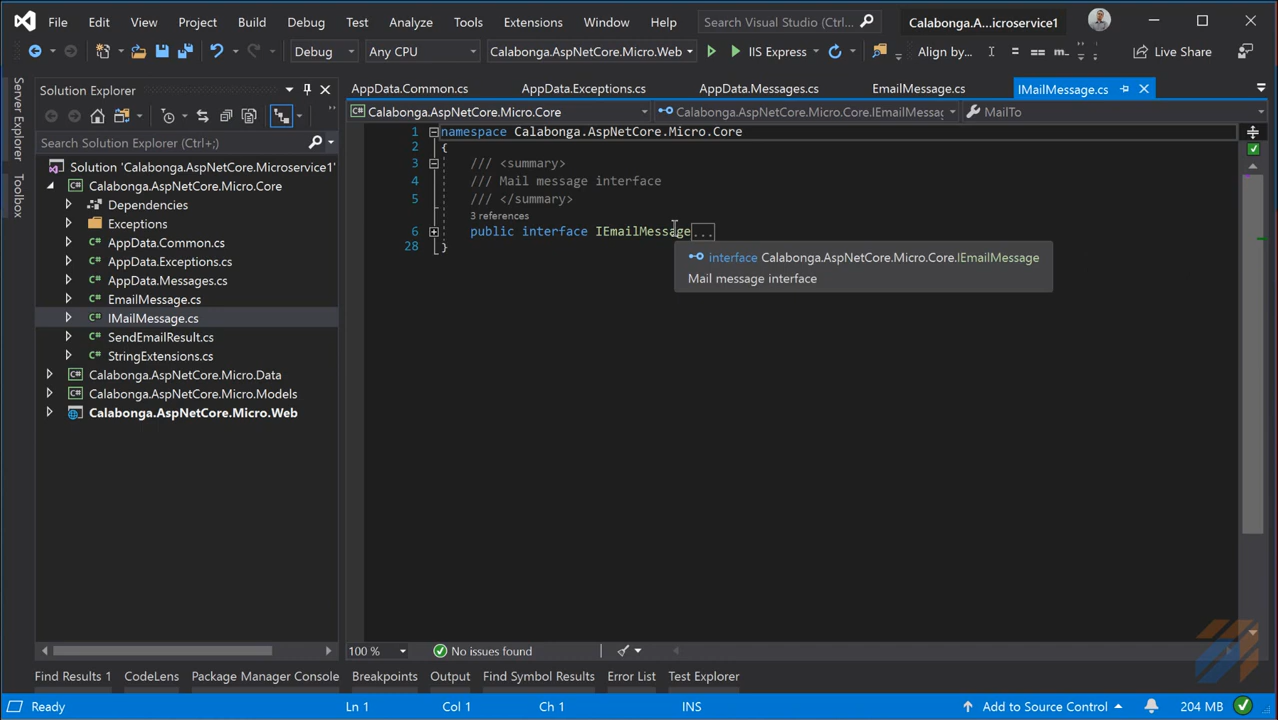 File Edit View Project Build Debug Test Analyze Tools Extensions Window Help Search Visual Studio (Ctrl+Q) Calabonga.A...icroservice1
Debug Any CPU Calabonga.AspNetCore.Micro.Web IIS Express Align by... = == m... Live Share
Server Explorer
Toolbox
Solution Explorer
Search Solution Explorer (Ctrl+;)
Solution 'Calabonga.AspNetCore.Microservice1'
Calabonga.AspNetCore.Micro.Core
Dependencies
Exceptions
AppData.Common.cs
AppData.Exceptions.cs
AppData.Messages.cs
EmailMessage.cs
IMailMessage.cs
SendEmailResult.cs
StringExtensions.cs
Calabonga.AspNetCore.Micro.Data
Calabonga.AspNetCore.Micro.Models
Calabonga.AspNetCore.Micro.Web
AppData.Common.cs AppData.Exceptions.cs AppData.Messages.cs EmailMessage.cs IMailMessage.cs
Calabonga.AspNetCore.Micro.Core Calabonga.AspNetCore.Micro.Core.IEmailMessag MailTo
1 namespace Calabonga.AspNetCore.Micro.Core
2 {
3 /// <summary>
4 /// Mail message interface
5 /// </summary>
3 references
6 public interface IEmailMessage...
28 }
interface Calabonga.AspNetCore.Micro.Core.IEmailMessage
Mail message interface
100 % No issues found
Find Results 1 CodeLens Package Manager Console Breakpoints Output Find Symbol Results Error List Test Explorer
Ready Ln 1 Col 1 Ch 1 INS Add to Source Control 204 MB